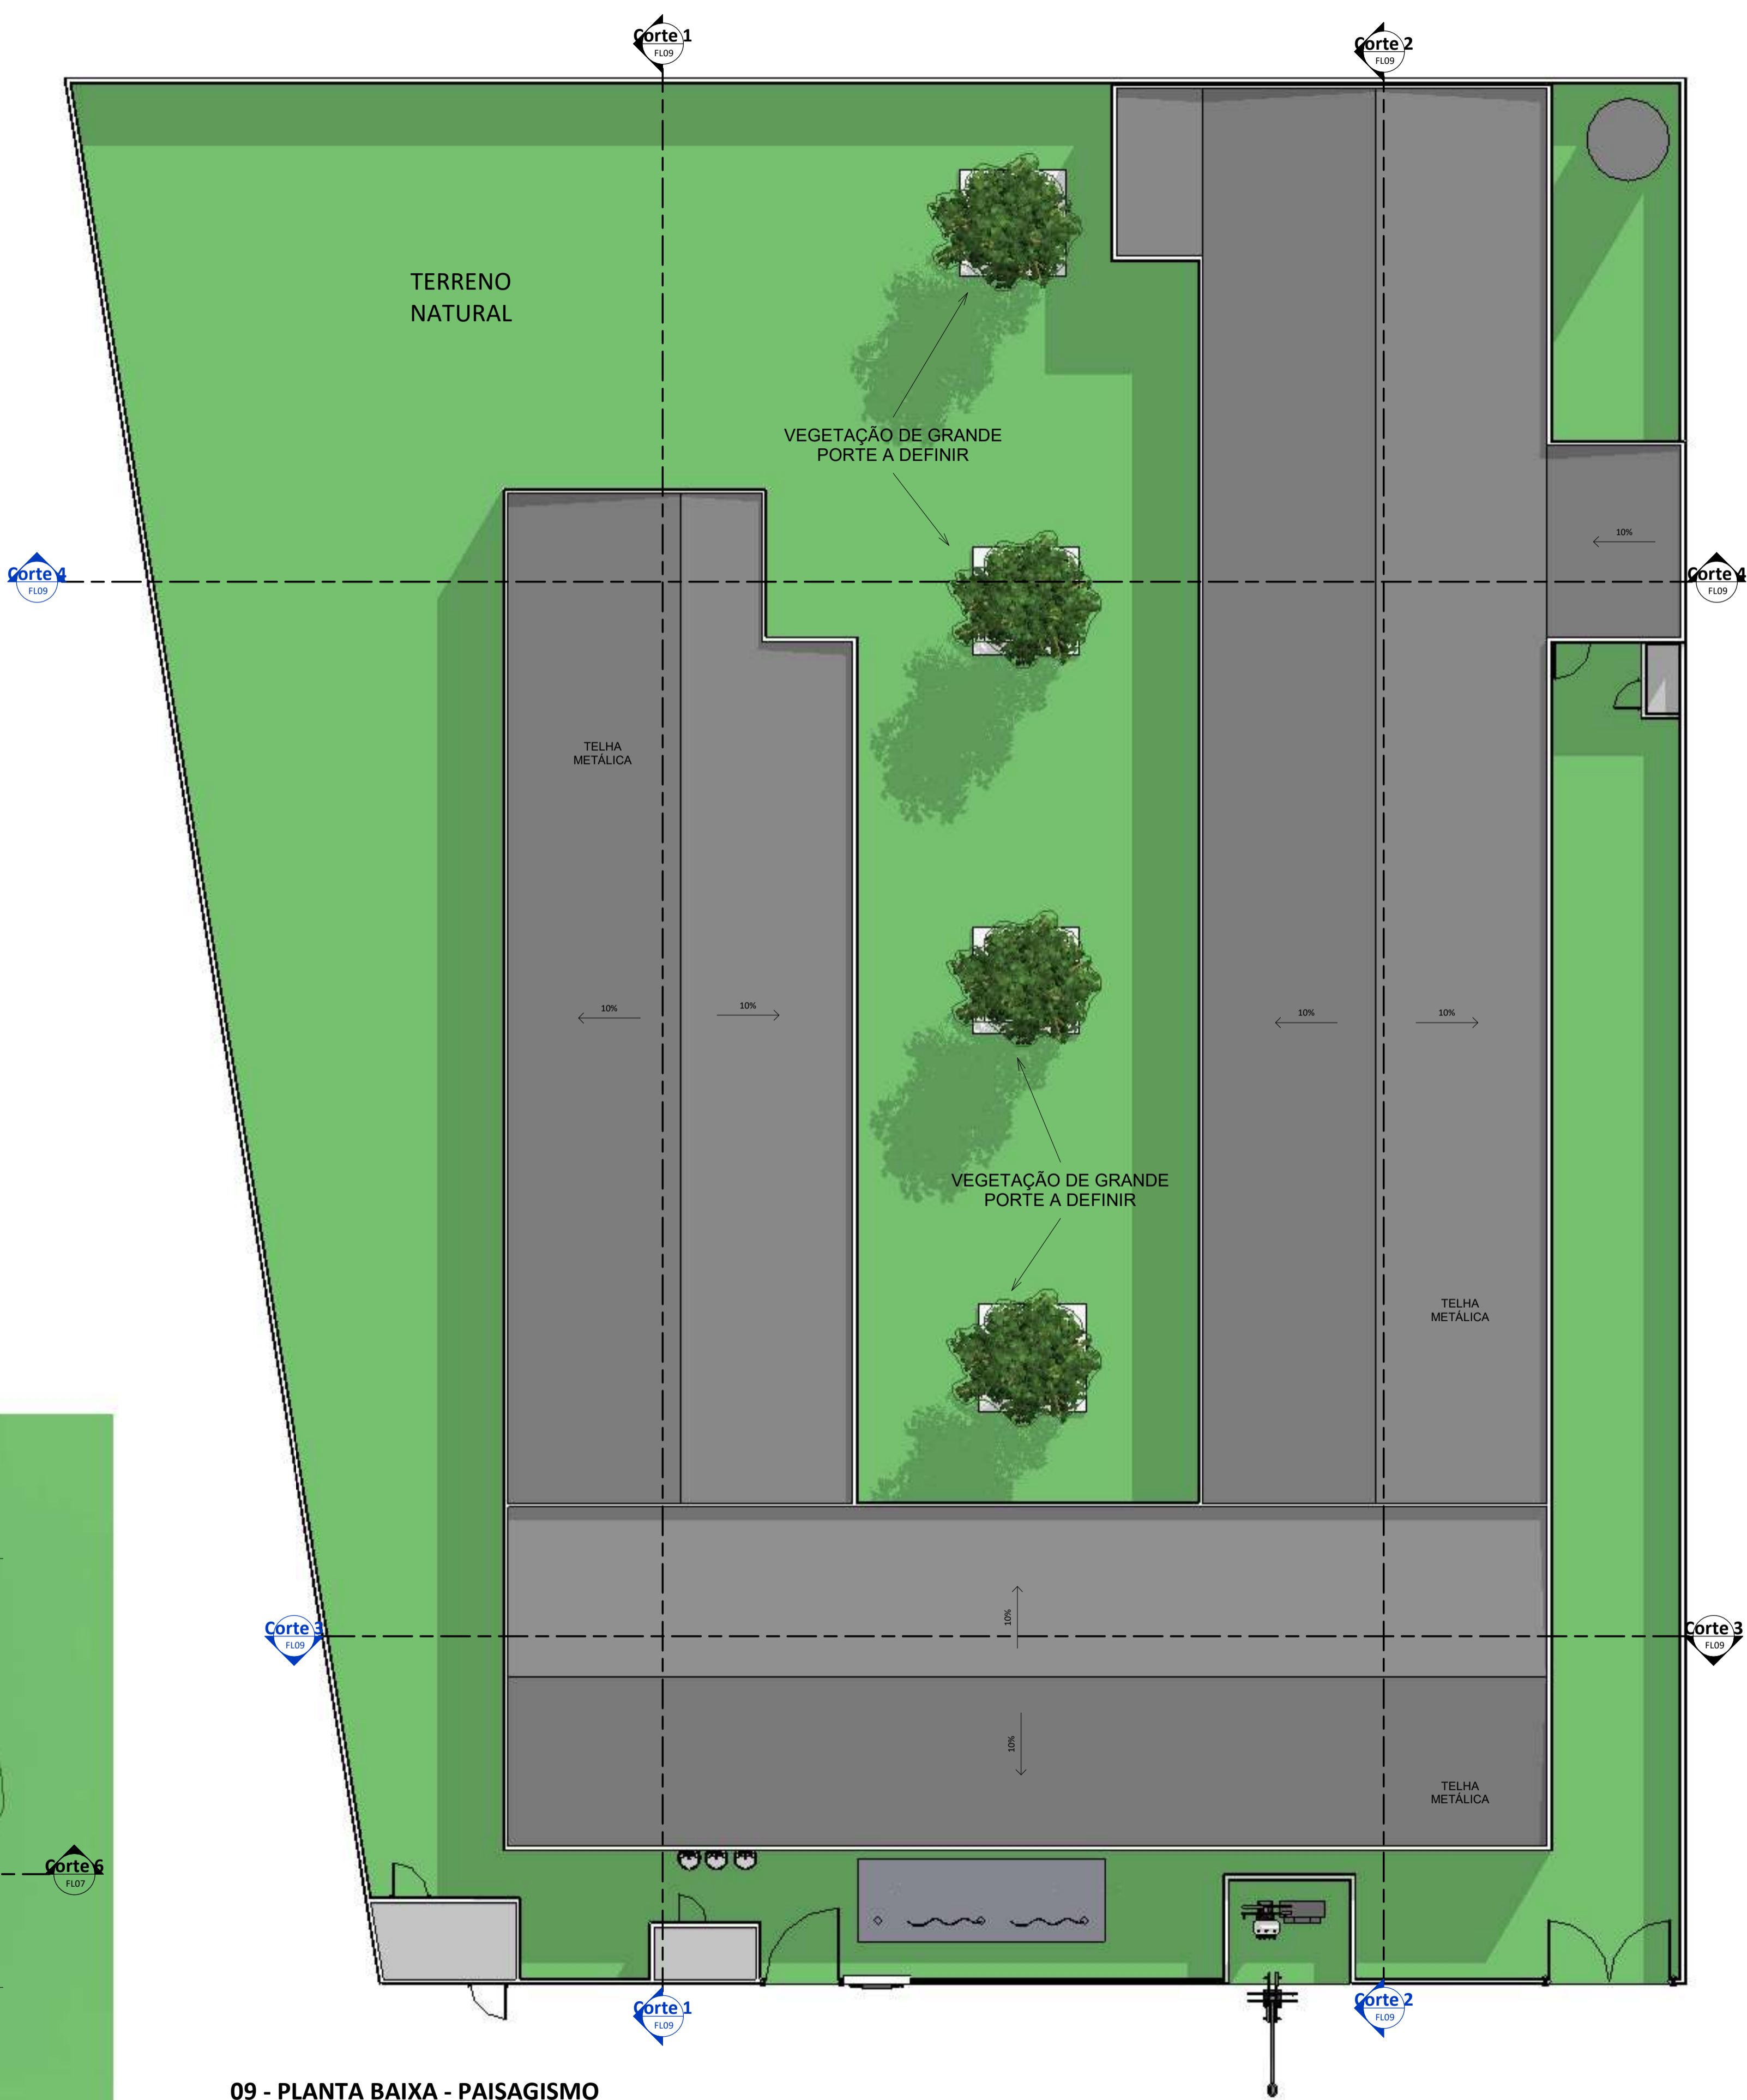 Corte 1
FL09
Corte 2
FL09
TERRENO
NATURAL
VEGETAÇÃO DE GRANDE
PORTE A DEFINIR
10%
Corte 4
FL09
Corte 4
FL09
TELHA
METÁLICA
10%
10%
10%
10%
VEGETAÇÃO DE GRANDE
PORTE A DEFINIR
TELHA
METÁLICA
10%
Corte 3
FL09
Corte 3
FL09
10%
TELHA
METÁLICA
Corte 6
FL07
Corte 1
FL09
Corte 2
FL09
09 - PLANTA BAIXA - PAISAGISMO